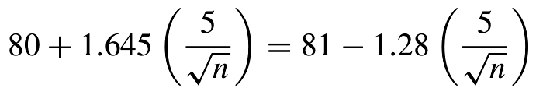 80 + 1.645 ( 5 / √n ) = 81 − 1.28 ( 5 / √n )